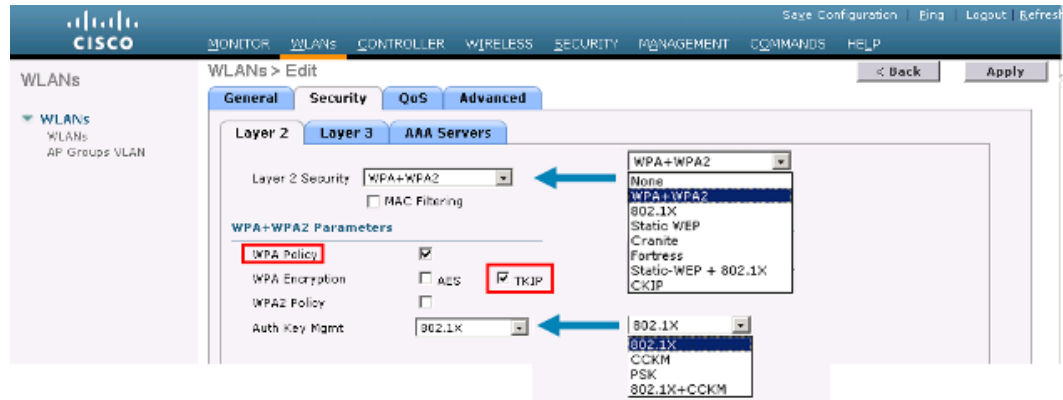 Save Configuration Ping Logout Refresh
CISCO
MONITOR WLANs CONTROLLER WIRELESS SECURITY MANAGEMENT COMMANDS HELP
WLANs
WLANs > Edit
< Back Apply
General Security QoS Advanced
WLANs
WLANs
AP Groups VLAN
Layer 2 Layer 3 AAA Servers
Layer 2 Security WPA+WPA2
MAC Filtering
WPA+WPA2
None
WPA+WPA2
802.1X
Static WEP
Cranite
Fortress
Static-WEP + 802.1X
CKIP
WPA+WPA2 Parameters
WPA Policy
WPA Encryption AES TKIP
WPA2 Policy
Auth Key Mgmt 802.1X
802.1X
802.1X
CCKM
PSK
802.1X+CCKM